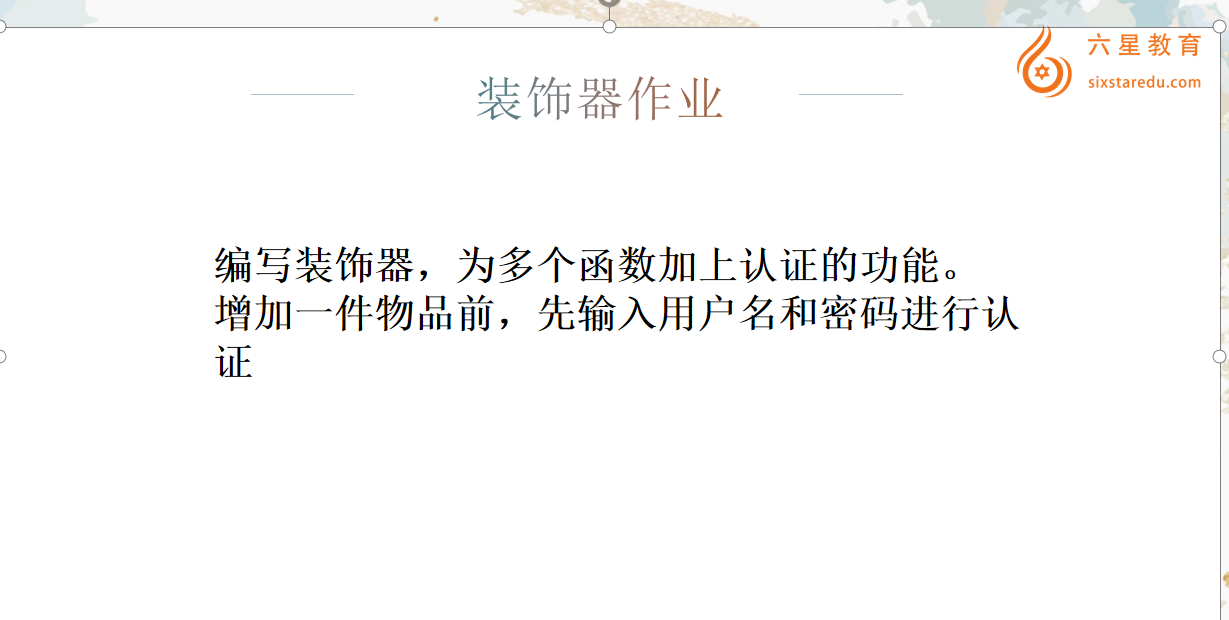 六星教育
sixstaredu.com
装饰器作业
编写装饰器，为多个函数加上认证的功能。
增加一件物品前，先输入用户名和密码进行认
证